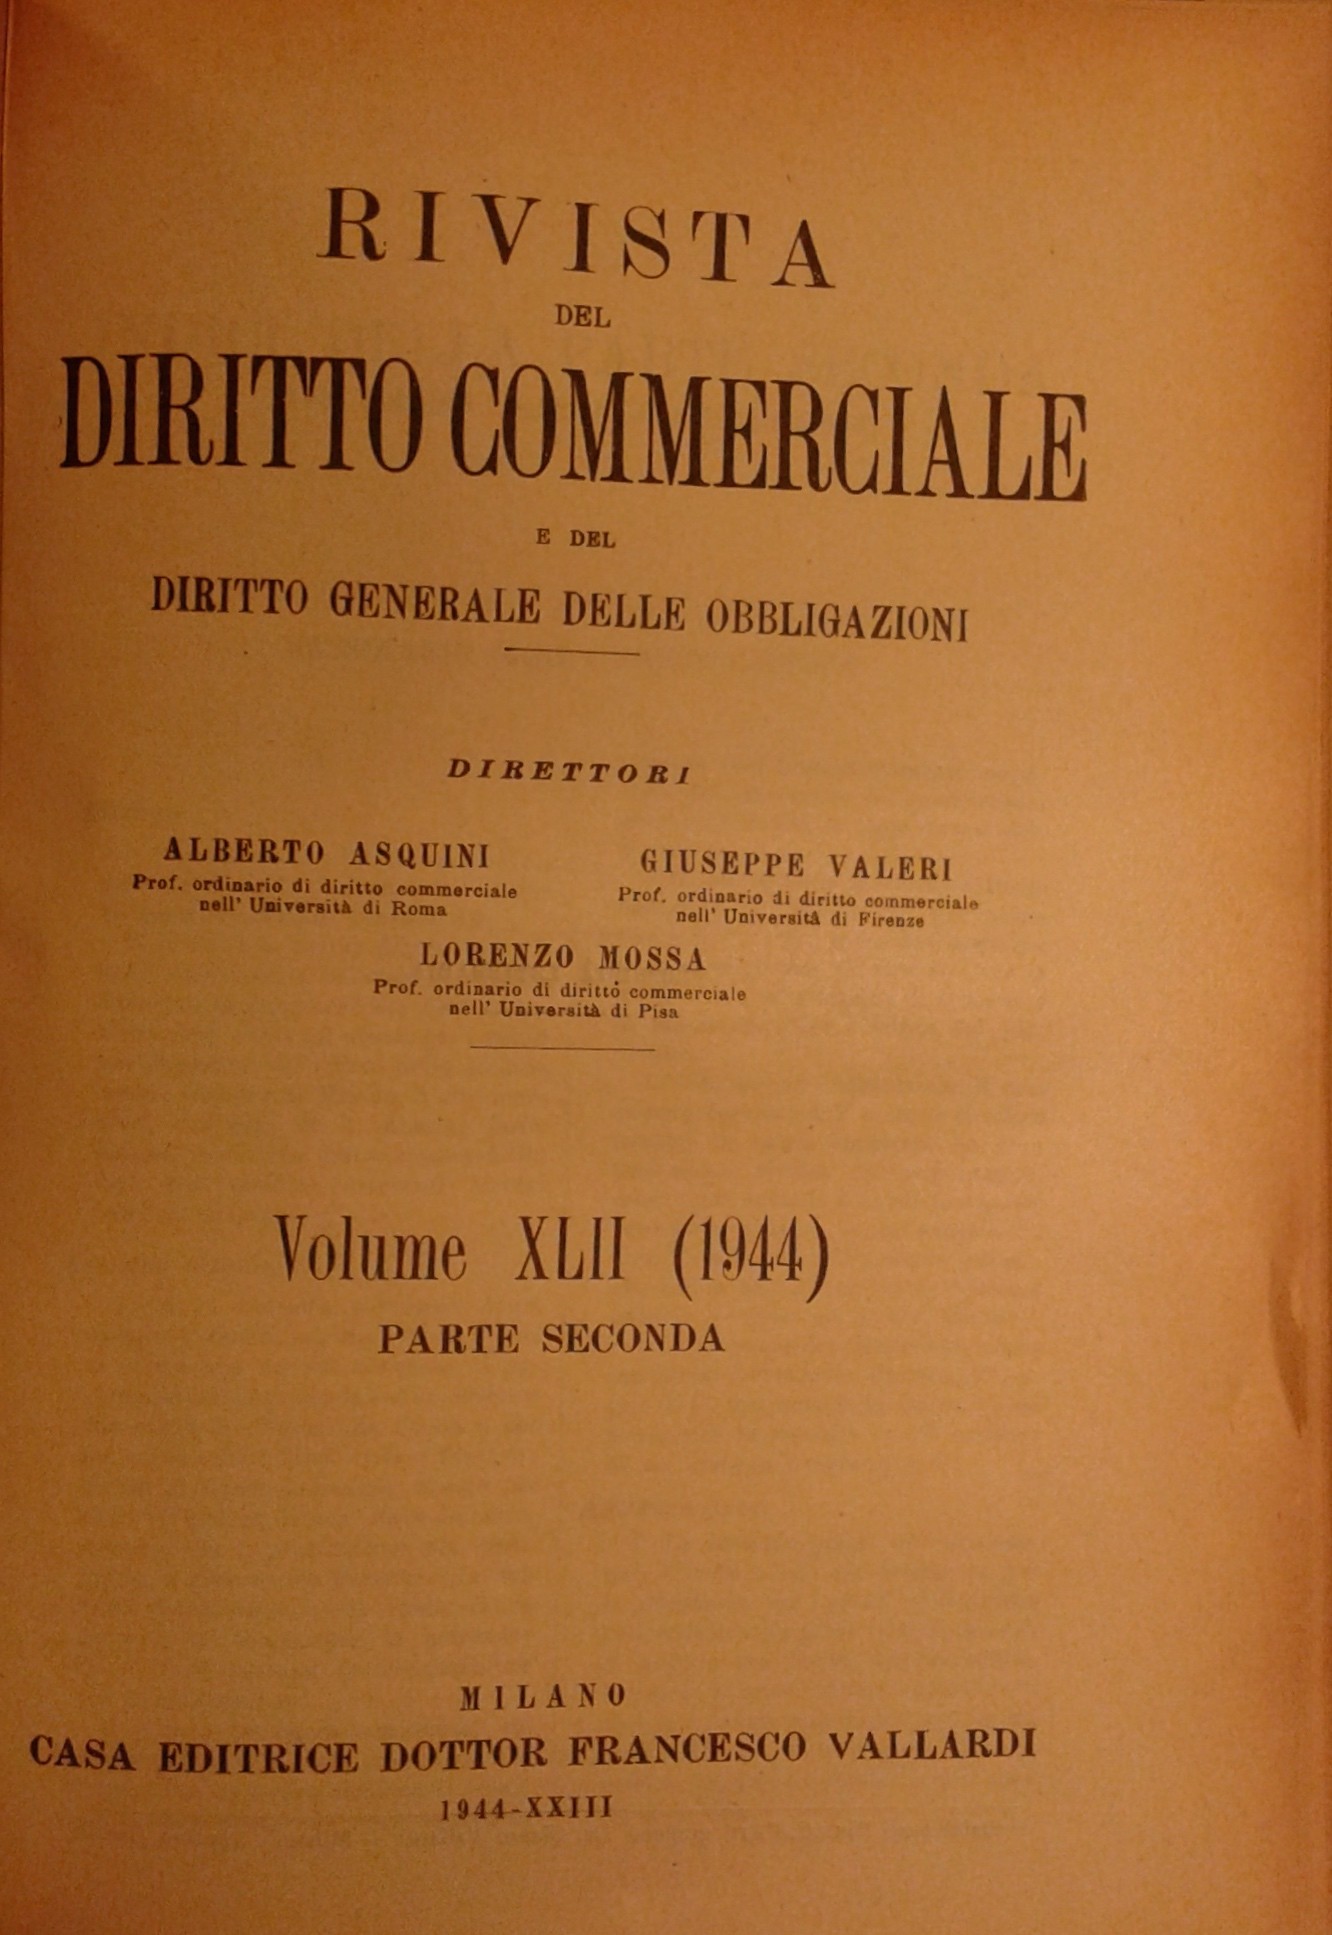 RIVISTA
DEL
DIRITTO COMMERCIALE
E DEL
DIRITTO GENERALE DELLE OBBLIGAZIONI
DIRETTORI
ALBERTO ASQUINI
Prof. ordinario di diritto commerciale
nell' Università di Roma
GIUSEPPE VALERI
Prof. ordinario di diritto commerciale
nell' Università di Firenze
LORENZO MOSSA
Prof. ordinario di diritto commerciale
nell' Università di Pisa
Volume XLII (1944)
PARTE SECONDA
MILANO
CASA EDITRICE DOTTOR FRANCESCO VALLARDI
1944-XXIII